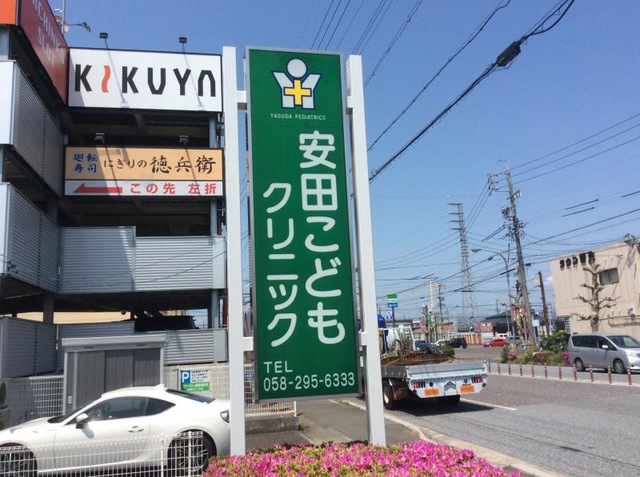 KIKUYA
廻転
寿司
にぎりの徳兵衛
この先 左折
YASUDA PEDIATRICS
安田こども
クリニック
TEL
058-295-6333
P